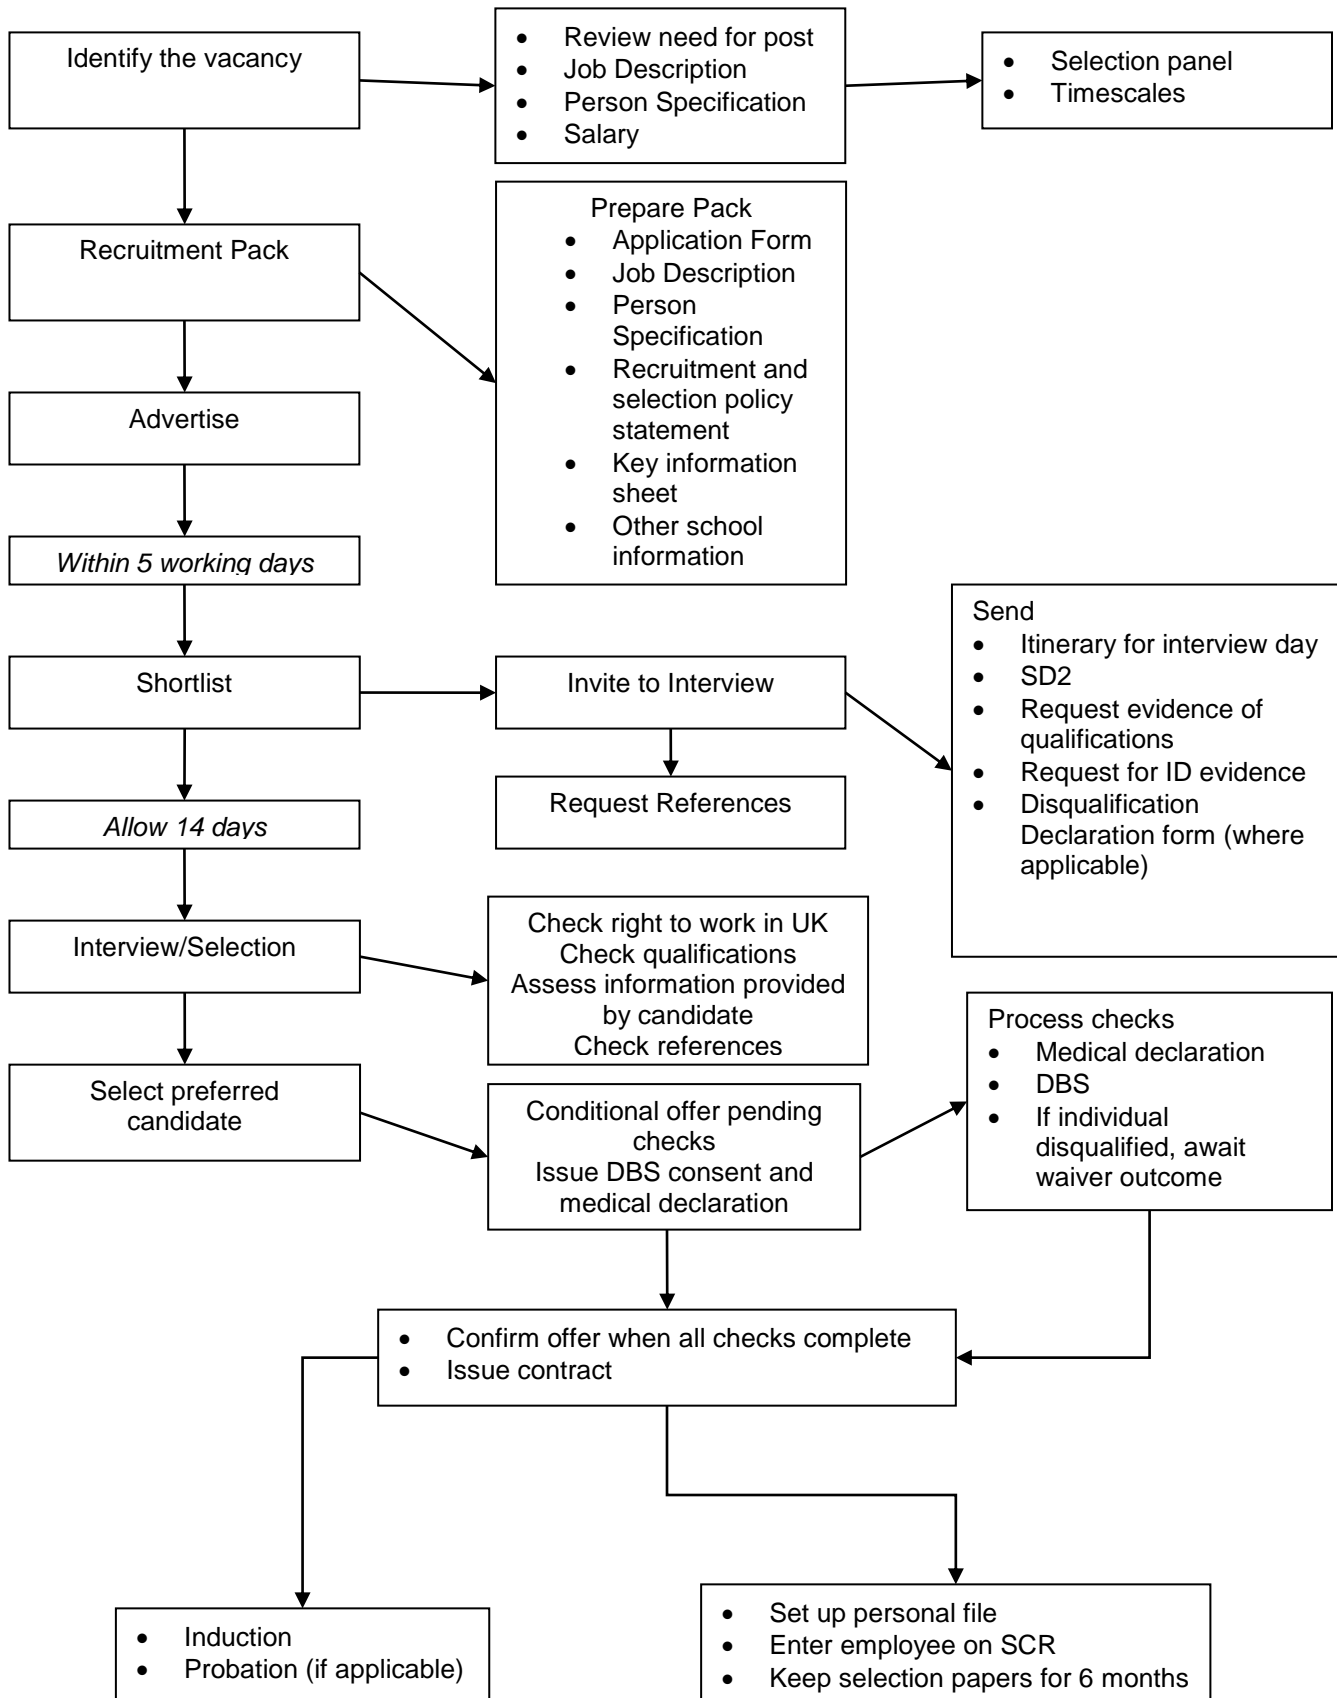 Identify the vacancy
• Review need for post
• Job Description
• Person Specification
• Salary
• Selection panel
• Timescales
Recruitment Pack
Prepare Pack
• Application Form
• Job Description
• Person
Specification
• Recruitment and
selection policy
statement
• Key information
sheet
• Other school
information
Advertise
Within 5 working days
Shortlist
Invite to Interview
Send
• Itinerary for interview day
• SD2
• Request evidence of
qualifications
• Request for ID evidence
• Disqualification
Declaration form (where
applicable)
Request References
Allow 14 days
Interview/Selection
Check right to work in UK
Check qualifications
Assess information provided
by candidate
Check references
Select preferred
candidate
Conditional offer pending
checks
Issue DBS consent and
medical declaration
Process checks
• Medical declaration
• DBS
• If individual
disqualified, await
waiver outcome
• Confirm offer when all checks complete
• Issue contract
• Induction
• Probation (if applicable)
• Set up personal file
• Enter employee on SCR
• Keep selection papers for 6 months